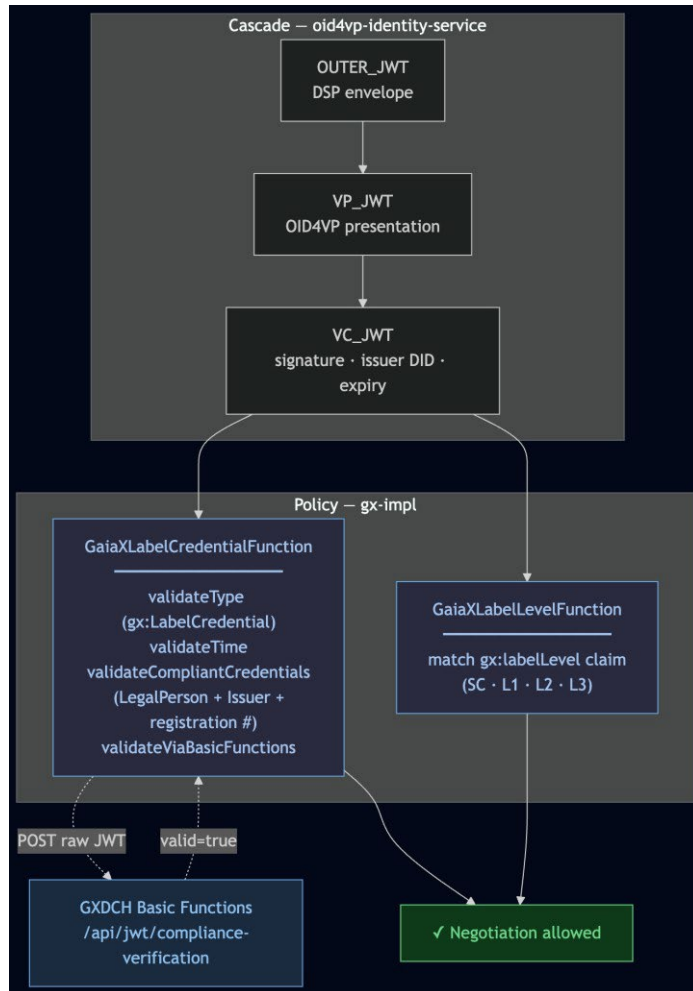 Cascade — oid4vp-identity-service
OUTER_JWT
DSP envelope
VP_JWT
OID4VP presentation
VC_JWT
signature · issuer DID ·
expiry
Policy — gx-impl
GaiaXLabelCredentialFunction
validateType
(gx:LabelCredential)
validateTime
validateCompliantCredentials
(LegalPerson + Issuer +
registration #)
validateViaBasicFunctions
GaiaXLabelLevelFunction
match gx:labelLevel claim
(SC · L1 · L2 · L3)
POST raw JWT
valid=true
GXDCH Basic Functions
/api/jwt/compliance-
verification
✓ Negotiation allowed